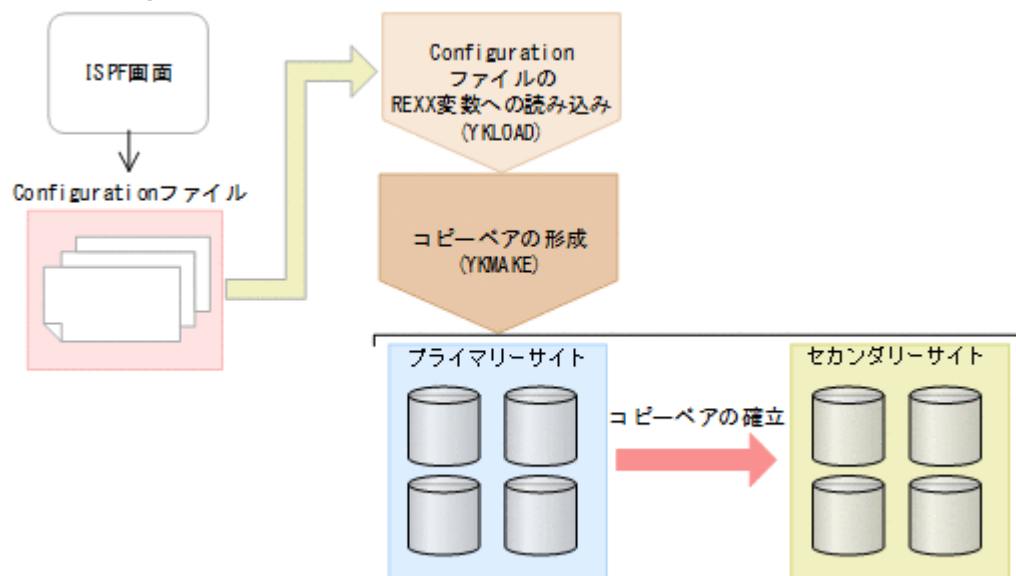 ISPF画面
Configurationファイル
Configuration
ファイルの
REXX変数への読み込み
(YKLOAD)
コピーペアの形成
(YKMAKE)
プライマリーサイト
コピーペアの確立
セカンダリーサイト